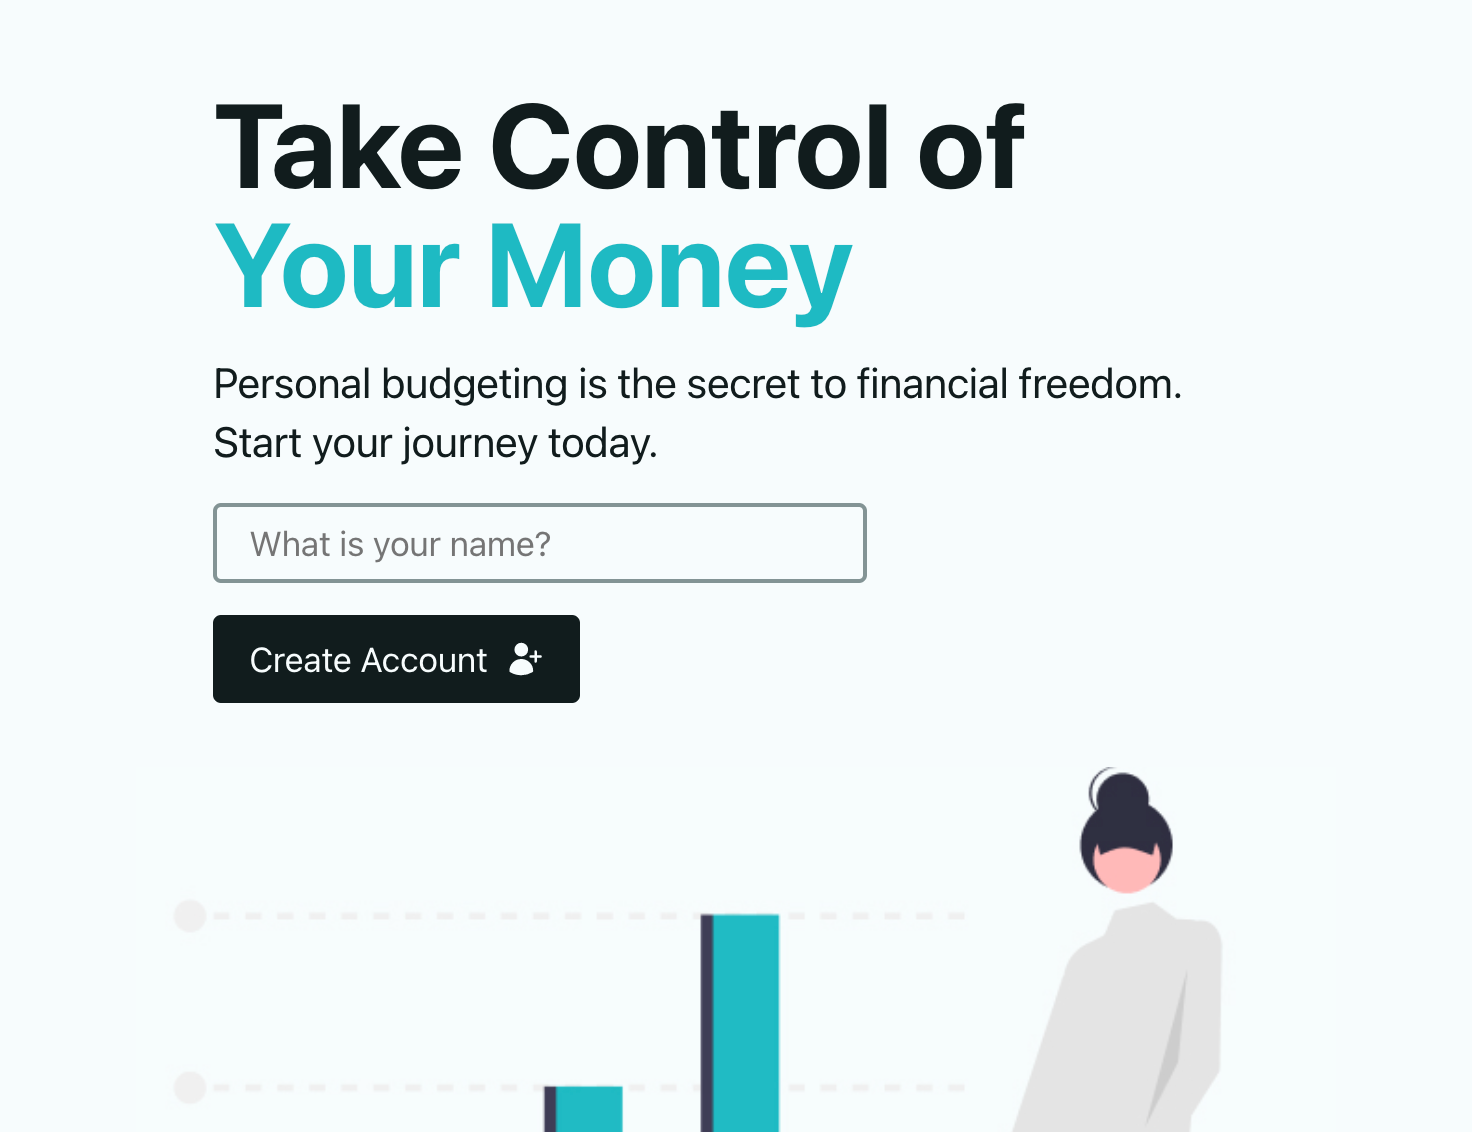 Take Control of
Your Money
Personal budgeting is the secret to financial freedom.
Start your journey today.
What is your name?
Create Account